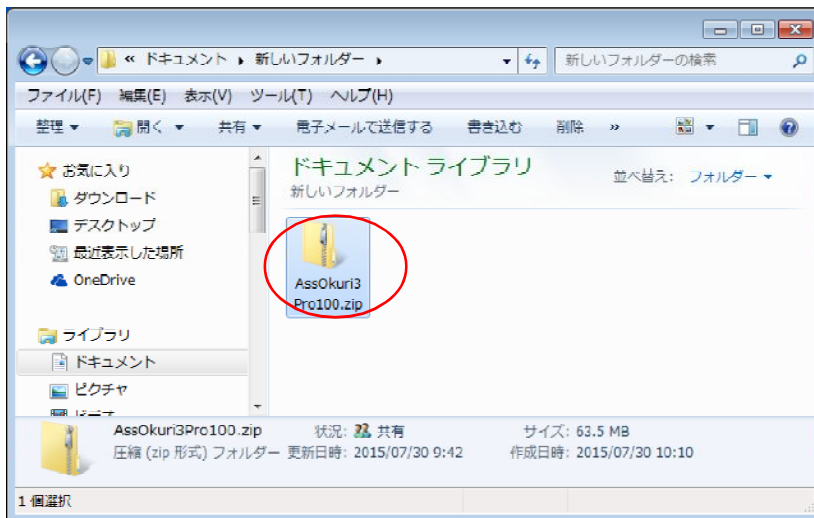 « ドキュメント ▸ 新しいフォルダー ▸
新しいフォルダーの検索
ファイル(F) 編集(E) 表示(V) ツール(T) ヘルプ(H)
整理 ▼ 開く ▼ 共有 ▼ 電子メールで送信する 書き込む 削除 »
お気に入り
ダウンロード
デスクトップ
最近表示した場所
OneDrive
ライブラリ
ドキュメント
ピクチャ
ビデオ
ドキュメント ライブラリ
新しいフォルダー
並べ替え: フォルダー ▼
AssOkuri3
Pro100.zip
AssOkuri3Pro100.zip 状況: 共有 サイズ: 63.5 MB
圧縮 (zip 形式) フォルダー 更新日時: 2015/07/30 9:42 作成日時: 2015/07/30 10:10
1 個選択